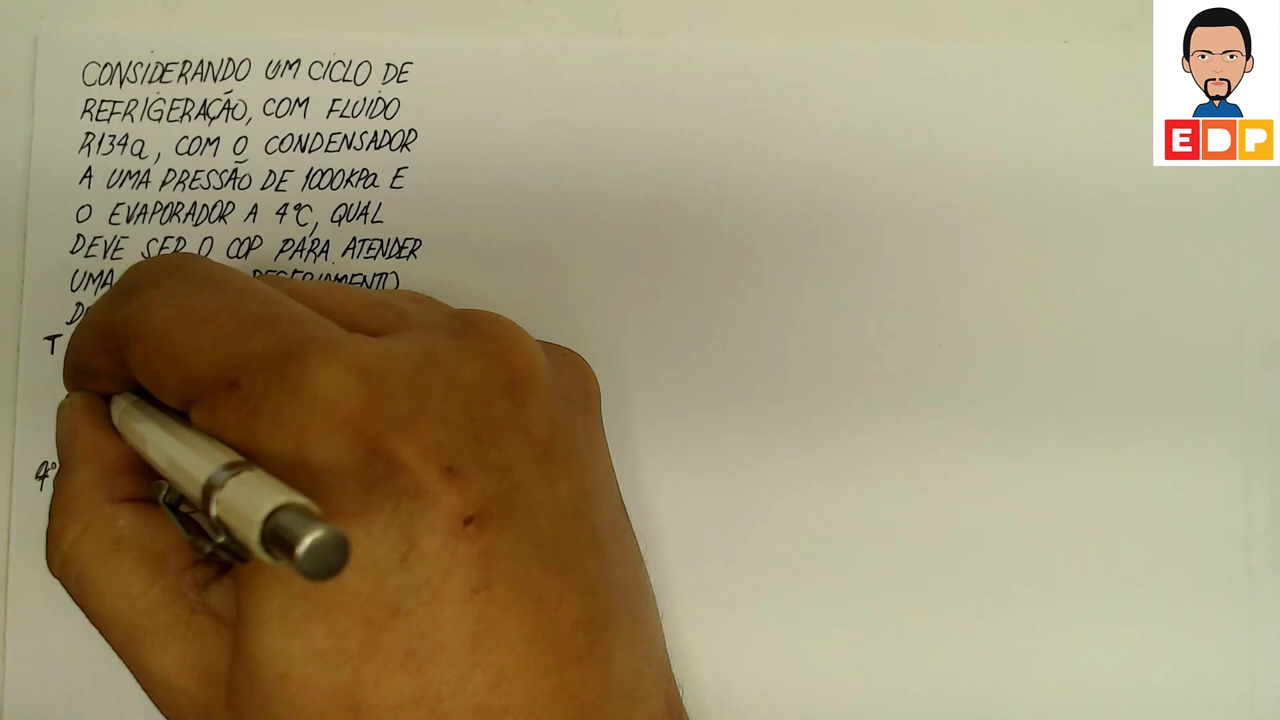 CONSIDERANDO UM CICLO DE
REFRIGERAÇÃO, COM FLUIDO
R134a, COM O CONDENSADOR
A UMA PRESSÃO DE 1000KPa E
O EVAPORADOR A 4°C, QUAL
DEVE SER O COP PARA ATENDER
UMA
T
4°
EDP